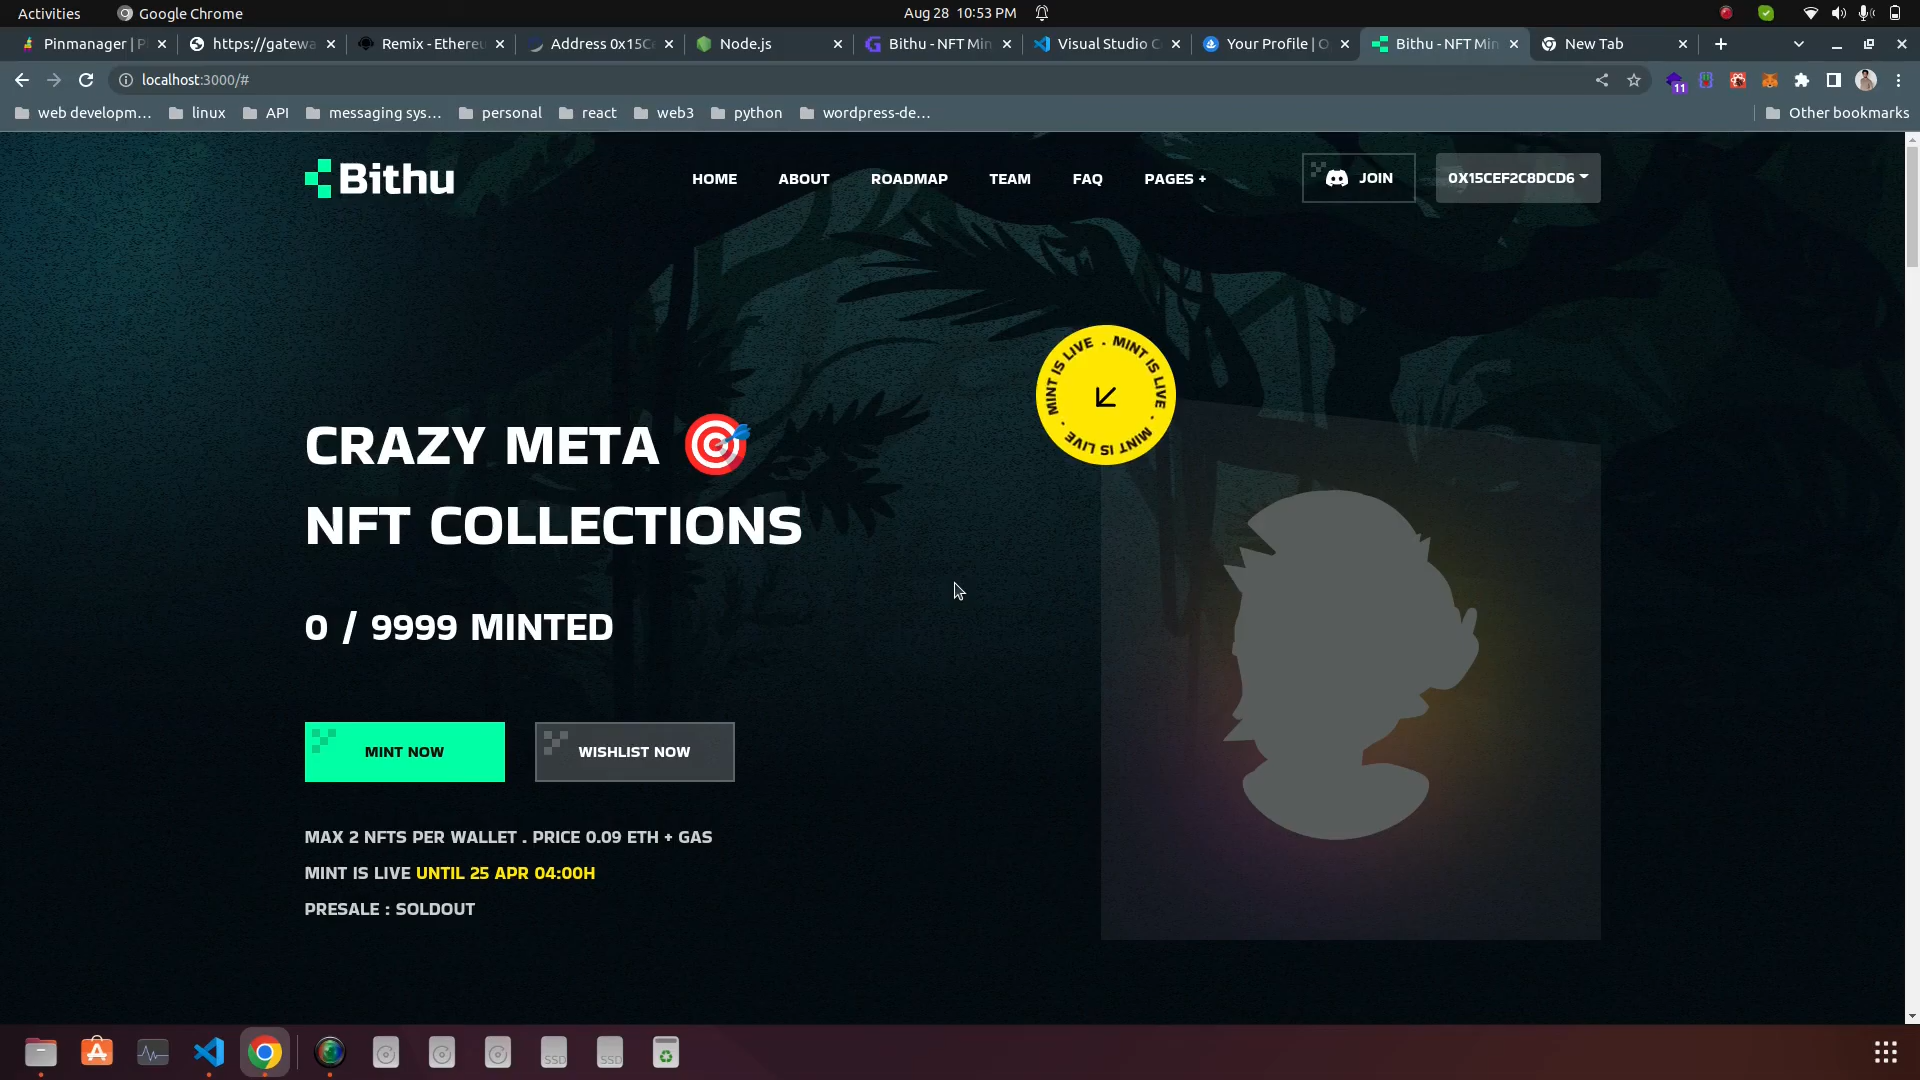 Activities
Google Chrome
Aug 28 10:53 PM
Pinmanager | P
https://gatewa
Remix - Ethereu
Address 0x15C
Node.js
Bithu - NFT Min
Visual Studio C
Your Profile | O
Bithu - NFT Min
New Tab
localhost:3000/#
11
web developm...
linux
API
messaging sys...
personal
react
web3
python
wordpress-de...
Other bookmarks
Bithu
HOME
ABOUT
ROADMAP
TEAM
FAQ
PAGES +
JOIN
0X15CEF2C8DCD6
MINT IS LIVE . MINT IS LIVE . MINT IS LIVE .
CRAZY META
NFT COLLECTIONS
0 / 9999 MINTED
MINT NOW
WISHLIST NOW
MAX 2 NFTS PER WALLET . PRICE 0.09 ETH + GAS
MINT IS LIVE UNTIL 25 APR 04:00H
PRESALE : SOLDOUT
SSD
SSD